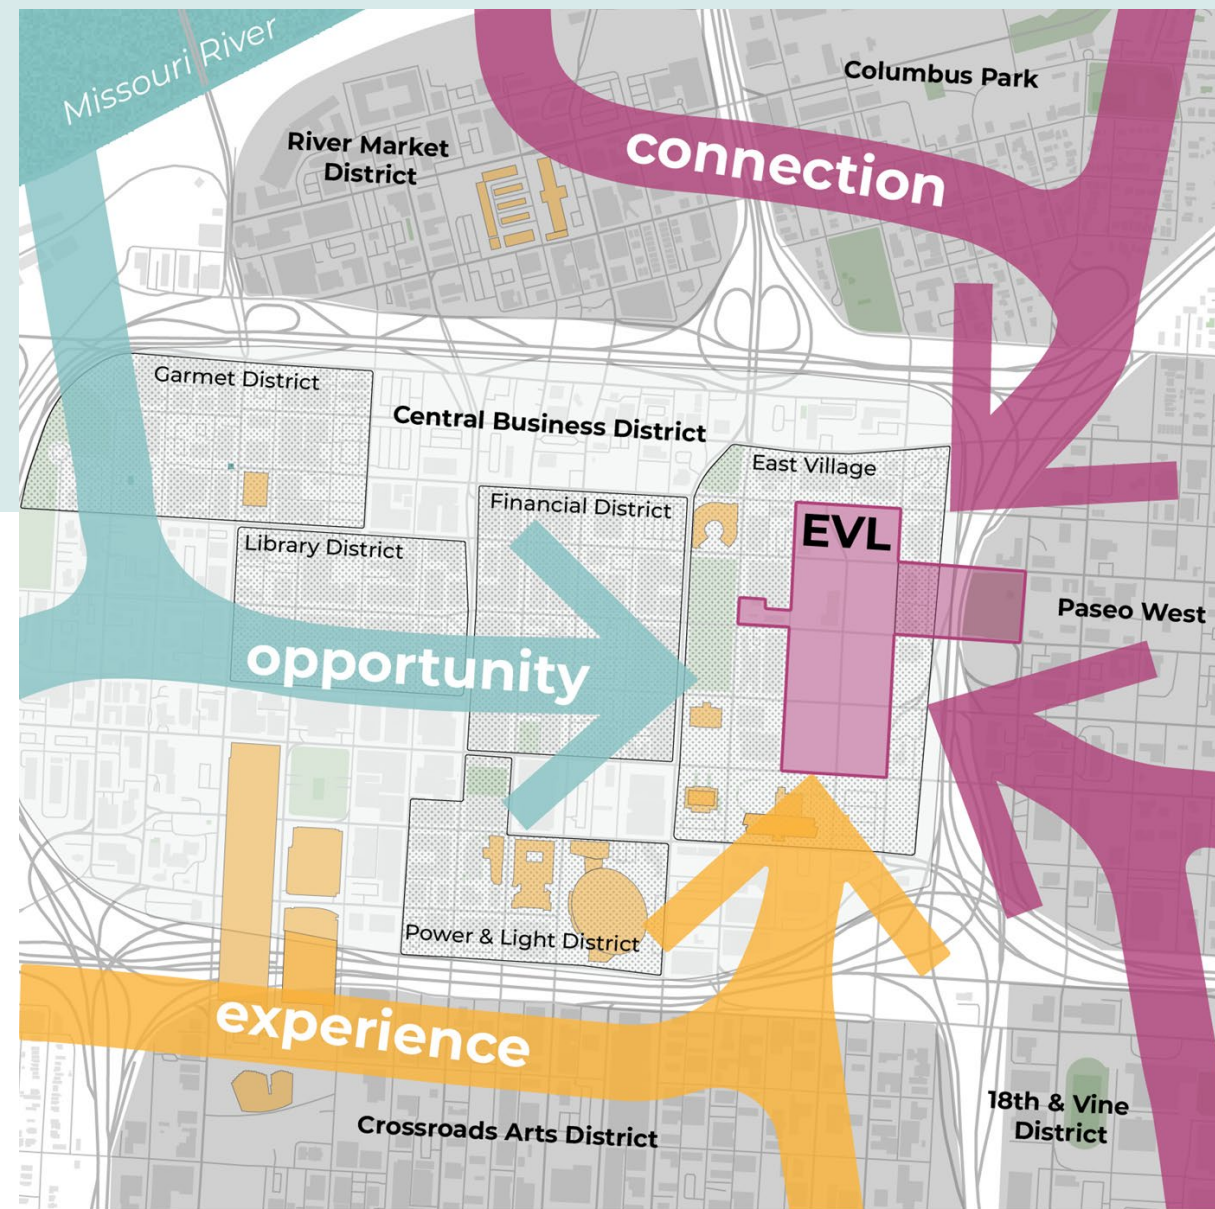 Missouri River
Columbus Park
River Market
District
connection
Garmet District
Central Business District
East Village
Financial District
EVL
Library District
Paseo West
opportunity
Power & Light District
experience
18th & Vine
District
Crossroads Arts District